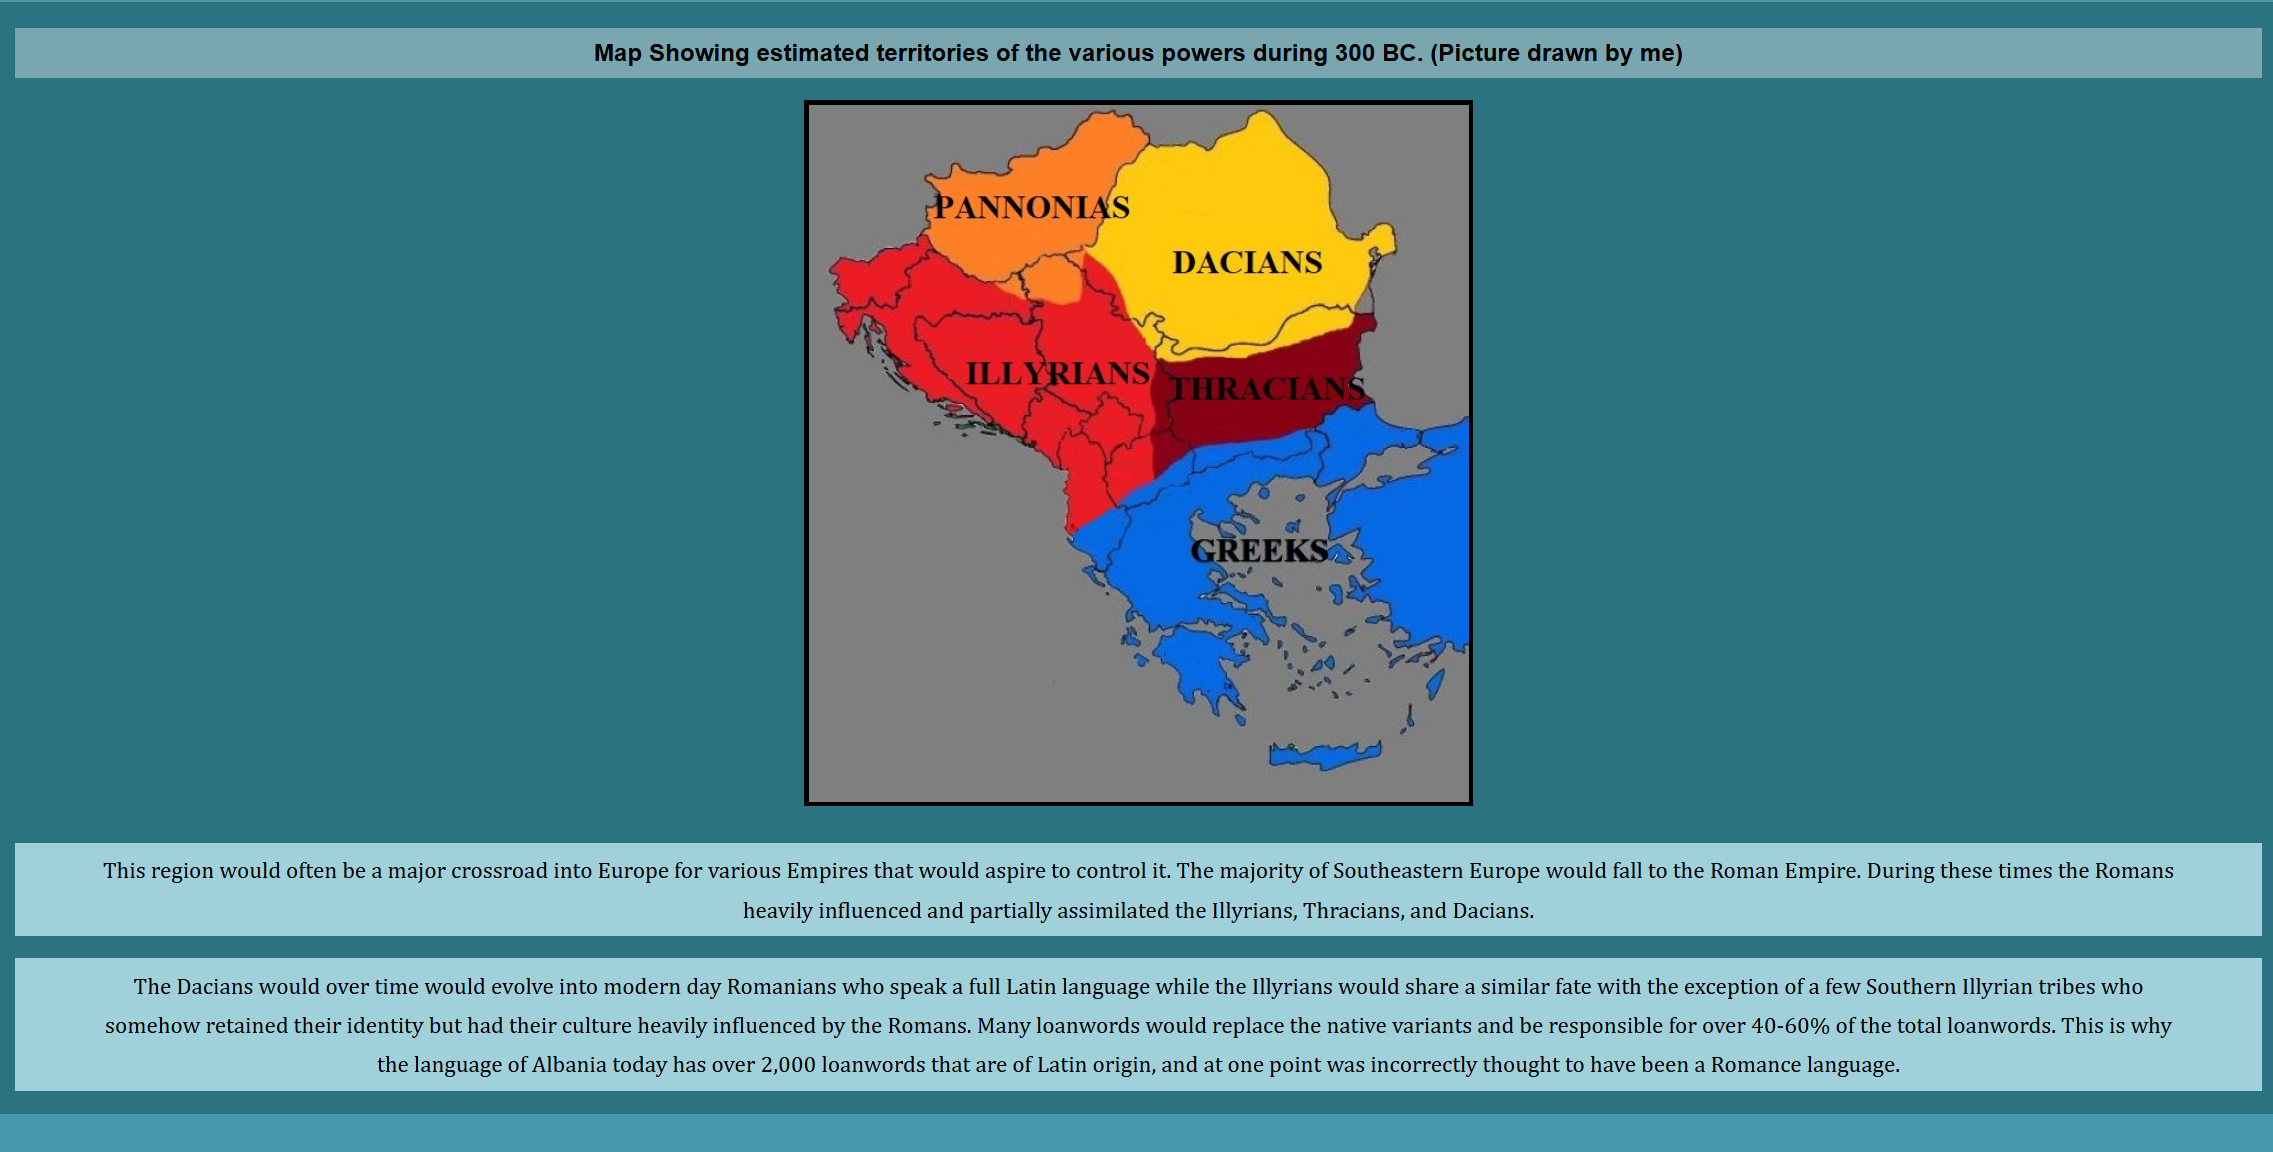 Map Showing estimated territories of the various powers during 300 BC. (Picture drawn by me)
PANNONIAS
DACIANS
ILLYRIANS
THRACIANS
GREEKS
This region would often be a major crossroad into Europe for various Empires that would aspire to control it. The majority of Southeastern Europe would fall to the Roman Empire. During these times the Romans
heavily influenced and partially assimilated the Illyrians, Thracians, and Dacians.
The Dacians would over time would evolve into modern day Romanians who speak a full Latin language while the Illyrians would share a similar fate with the exception of a few Southern Illyrian tribes who
somehow retained their identity but had their culture heavily influenced by the Romans. Many loanwords would replace the native variants and be responsible for over 40-60% of the total loanwords. This is why
the language of Albania today has over 2,000 loanwords that are of Latin origin, and at one point was incorrectly thought to have been a Romance language.